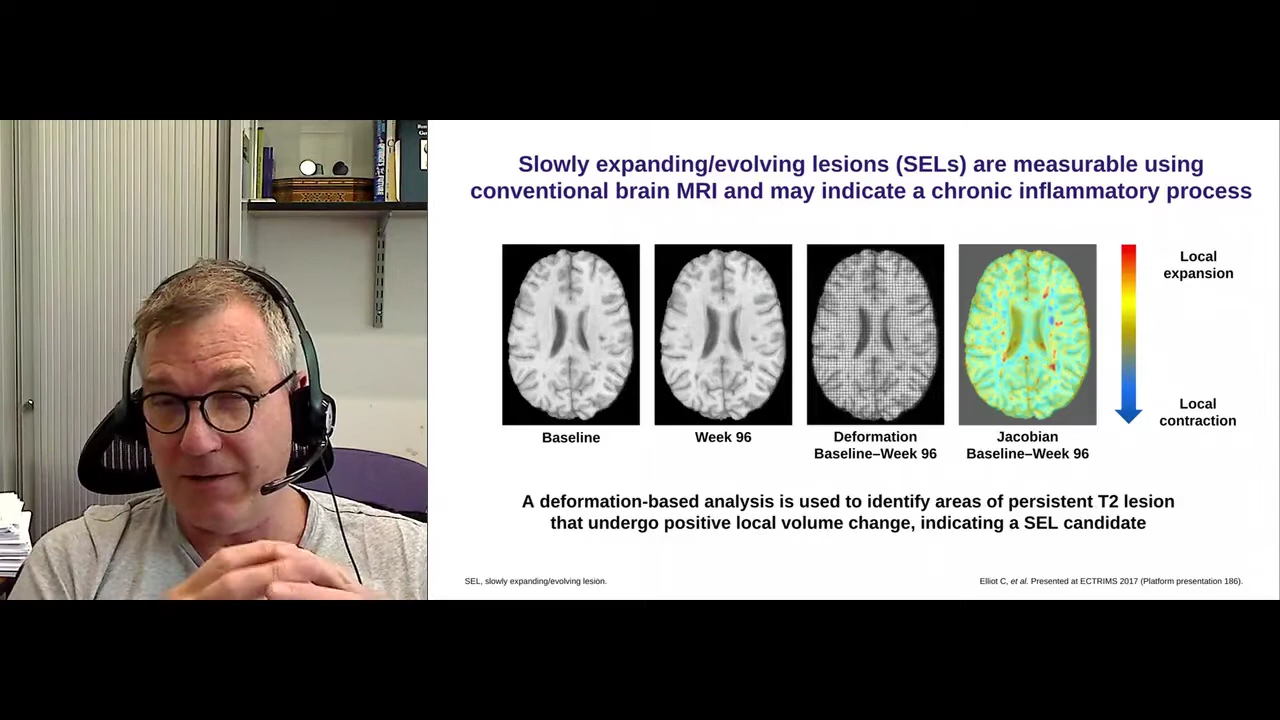 Slowly expanding/evolving lesions (SELs) are measurable using
conventional brain MRI and may indicate a chronic inflammatory process
Local
expansion
Local
contraction
Baseline
Week 96
Deformation
Baseline–Week 96
Jacobian
Baseline–Week 96
A deformation-based analysis is used to identify areas of persistent T2 lesion
that undergo positive local volume change, indicating a SEL candidate
SEL, slowly expanding/evolving lesion.
Elliot C, et al. Presented at ECTRIMS 2017 (Platform presentation 186).